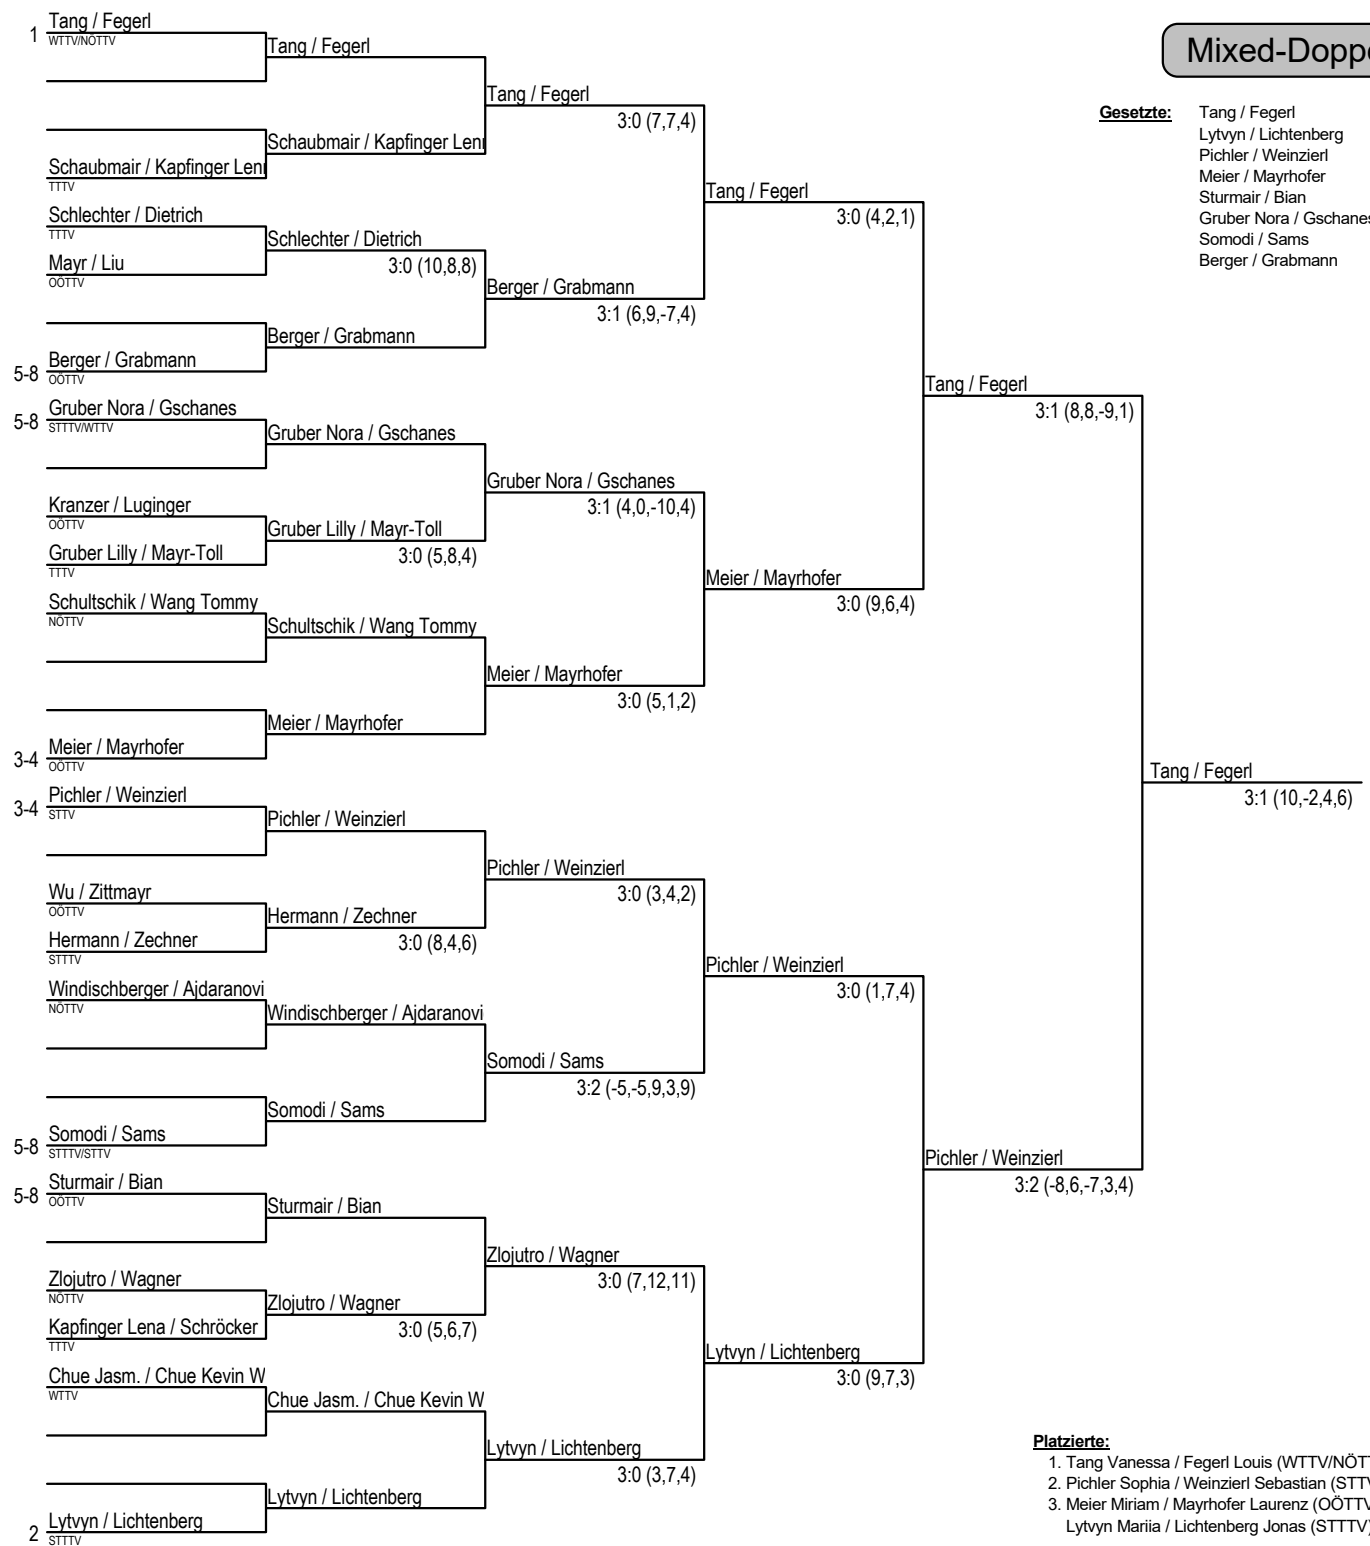 Mixed-Doppe
Gesetzte:
Tang / Fegerl
Lytvyn / Lichtenberg
Pichler / Weinzierl
Meier / Mayrhofer
Sturmair / Bian
Gruber Nora / Gschanes
Somodi / Sams
Berger / Grabmann
1 Tang / Fegerl
WTTV/NÖTTV
Schaubmair / Kapfinger Lenn
TTTV
Schlechter / Dietrich
TTTV
Mayr / Liu
OÖTTV
5-8 Berger / Grabmann
OÖTTV
5-8 Gruber Nora / Gschanes
STTTV/WTTV
Kranzer / Luginger
OÖTTV
Gruber Lilly / Mayr-Toll
TTTV
Schultschik / Wang Tommy
NÖTTV
3-4 Meier / Mayrhofer
OÖTTV
3-4 Pichler / Weinzierl
STTV
Wu / Zittmayr
OÖTTV
Hermann / Zechner
STTTV
Windischberger / Ajdaranovi
NÖTTV
5-8 Somodi / Sams
STTTV/STTV
5-8 Sturmair / Bian
OÖTTV
Zlojutro / Wagner
NÖTTV
Kapfinger Lena / Schröcker
TTTV
Chue Jasm. / Chue Kevin W
WTTV
2 Lytvyn / Lichtenberg
STTTV
Tang / Fegerl
Schaubmair / Kapfinger Lenn
Schlechter / Dietrich
3:0 (10,8,8)
Berger / Grabmann
Gruber Nora / Gschanes
Gruber Lilly / Mayr-Toll
3:0 (5,8,4)
Schultschik / Wang Tommy
Meier / Mayrhofer
Pichler / Weinzierl
Hermann / Zechner
3:0 (8,4,6)
Windischberger / Ajdaranovi
Somodi / Sams
Sturmair / Bian
Zlojutro / Wagner
3:0 (5,6,7)
Chue Jasm. / Chue Kevin W
Lytvyn / Lichtenberg
Tang / Fegerl
3:0 (7,7,4)
Berger / Grabmann
3:1 (6,9,-7,4)
Gruber Nora / Gschanes
3:1 (4,0,-10,4)
Meier / Mayrhofer
3:0 (5,1,2)
Pichler / Weinzierl
3:0 (3,4,2)
Somodi / Sams
3:2 (-5,-5,9,3,9)
Zlojutro / Wagner
3:0 (7,12,11)
Lytvyn / Lichtenberg
3:0 (3,7,4)
Tang / Fegerl
3:0 (4,2,1)
Meier / Mayrhofer
3:0 (9,6,4)
Pichler / Weinzierl
3:0 (1,7,4)
Lytvyn / Lichtenberg
3:0 (9,7,3)
Tang / Fegerl
3:1 (8,8,-9,1)
Pichler / Weinzierl
3:2 (-8,6,-7,3,4)
Tang / Fegerl
3:1 (10,-2,4,6)
Platzierte:
1. Tang Vanessa / Fegerl Louis (WTTV/NÖTT
2. Pichler Sophia / Weinzierl Sebastian (STTV
3. Meier Miriam / Mayrhofer Laurenz (OÖTTV
Lytvyn Mariia / Lichtenberg Jonas (STTTV)